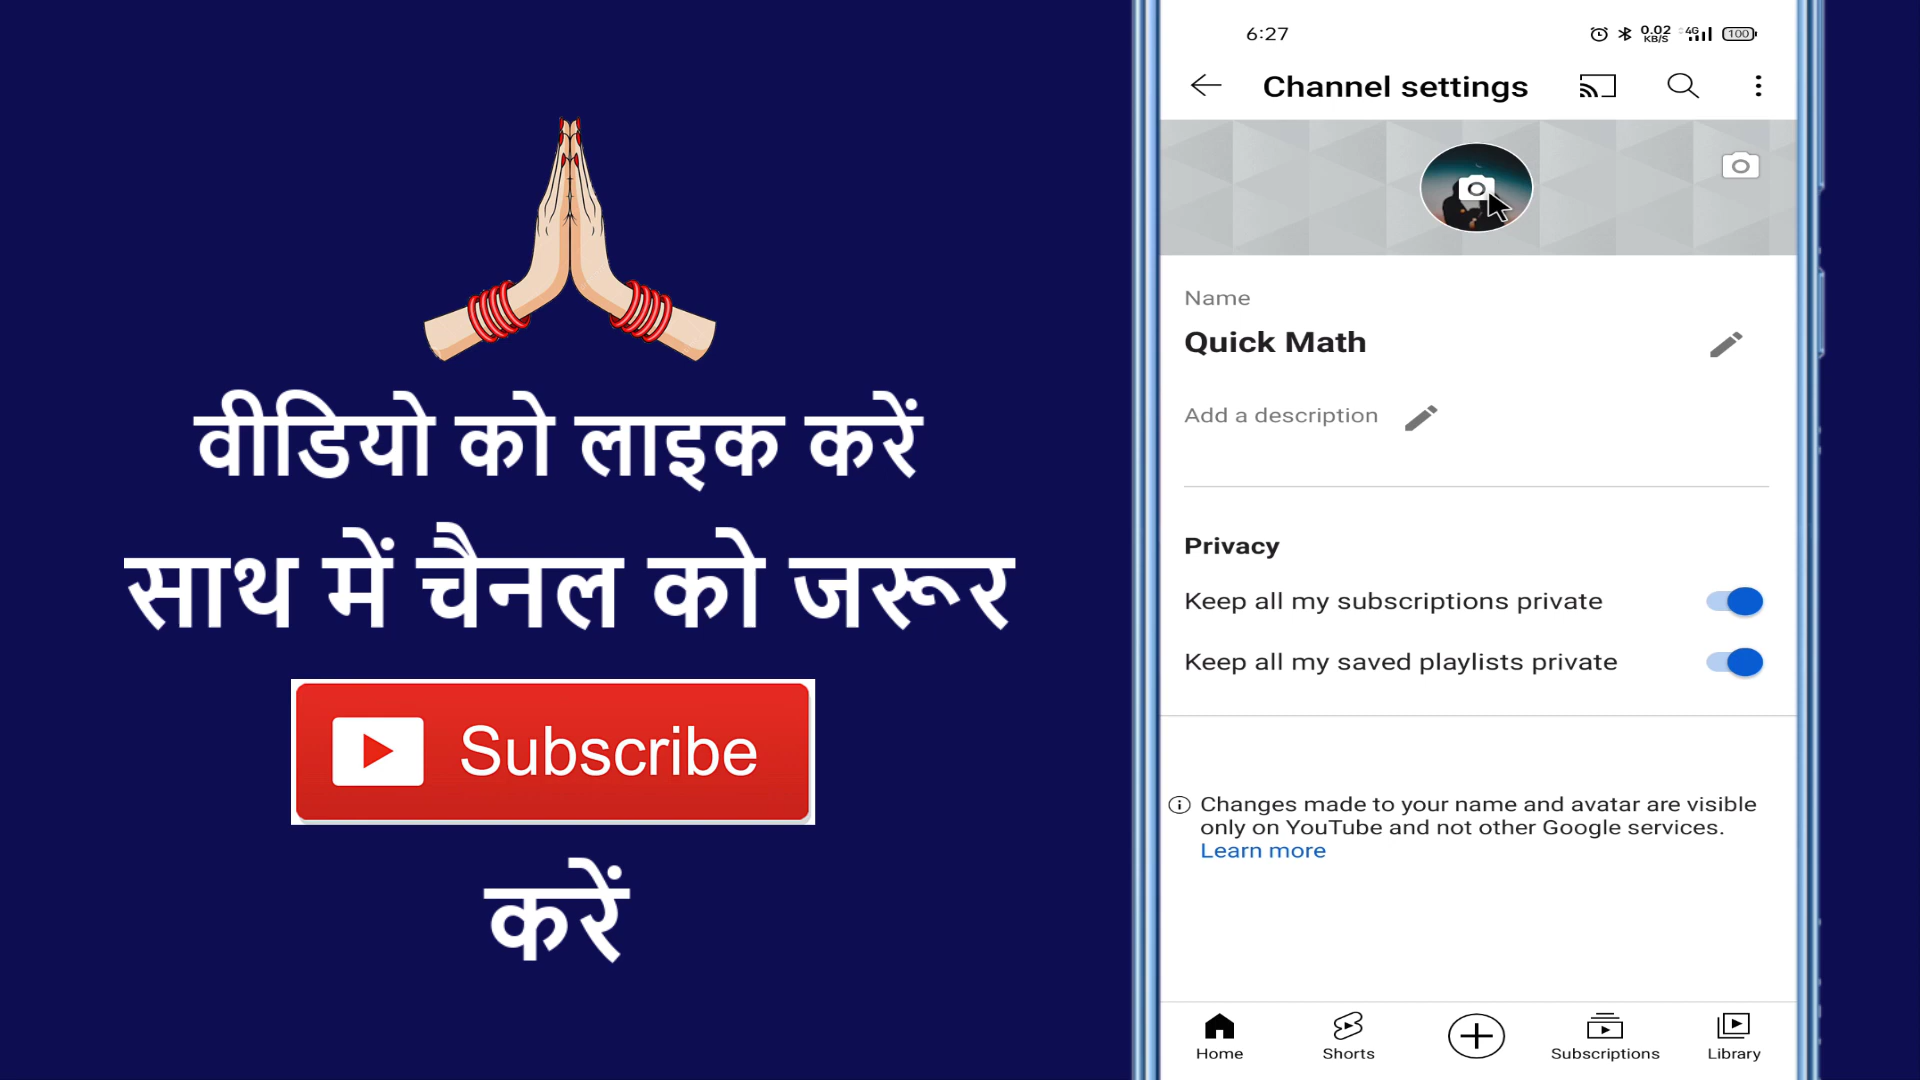 वीडियो को लाइक करें
साथ में चैनल को जरूर
Subscribe
करें
6:27
0.02
KB/S
4G
100
Channel settings
Name
Quick Math
Add a description
Privacy
Keep all my subscriptions private
Keep all my saved playlists private
Changes made to your name and avatar are visible
only on YouTube and not other Google services.
Learn more
Home
Shorts
Subscriptions
Library